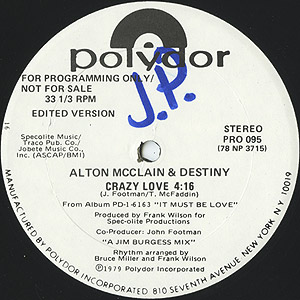 polydor
J.P.
FOR PROGRAMMING ONLY/
NOT FOR SALE
33 1/3 RPM
EDITED VERSION
STEREO
PRO 095
(78 NP 3715)
16
Specolite Music/
Traco Pub. Co./
Jobete Music Co.,
Inc. (ASCAP/BMI)
ALTON MCCLAIN & DESTINY
CRAZY LOVE 4:16
(J. Footman/T. McFaddin)
From Album PD-1-6163 "IT MUST BE LOVE"
Produced by Frank Wilson for
Spec-olite Productions
Co-Producer: John Footman
"A JIM BURGESS MIX"
Rhythm arranged by
Bruce Miller and Frank Wilson
©1979 Polydor Incorporated
MANUFACTURED BY POLYDOR INCORPORATED 810 SEVENTH AVENUE, NEW YORK, N.Y. 10019